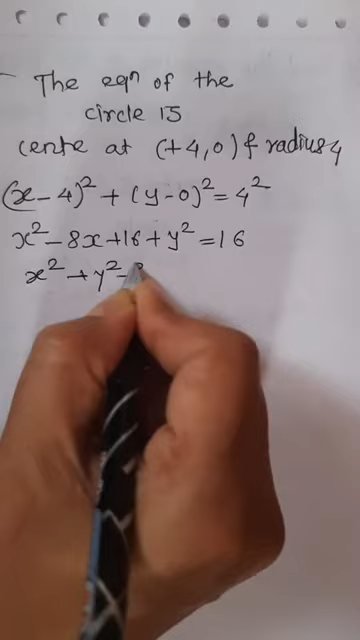 The eqⁿ of the
circle is
centre at (+4,0) & radius 4
(x-4)² + (y-0)² = 4²
x² - 8x + 16 + y² = 16
x² + y² -